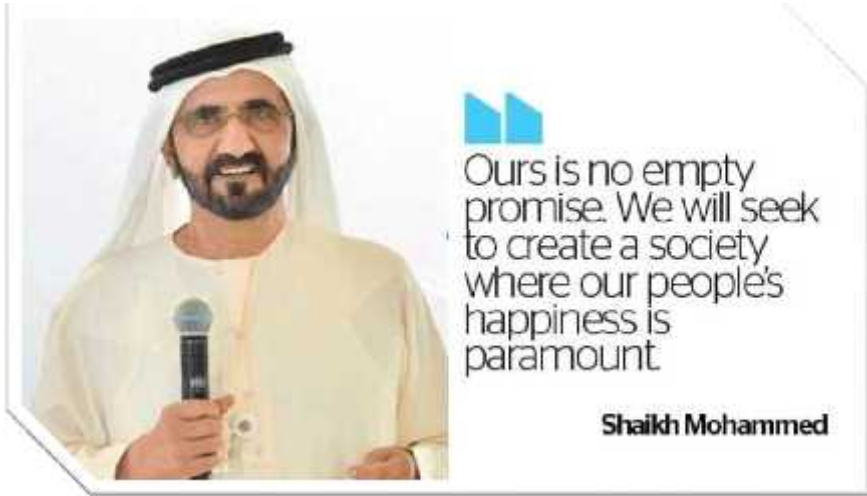 Ours is no empty
promise. We will seek
to create a society
where our people's
happiness is
paramount.
Shaikh Mohammed